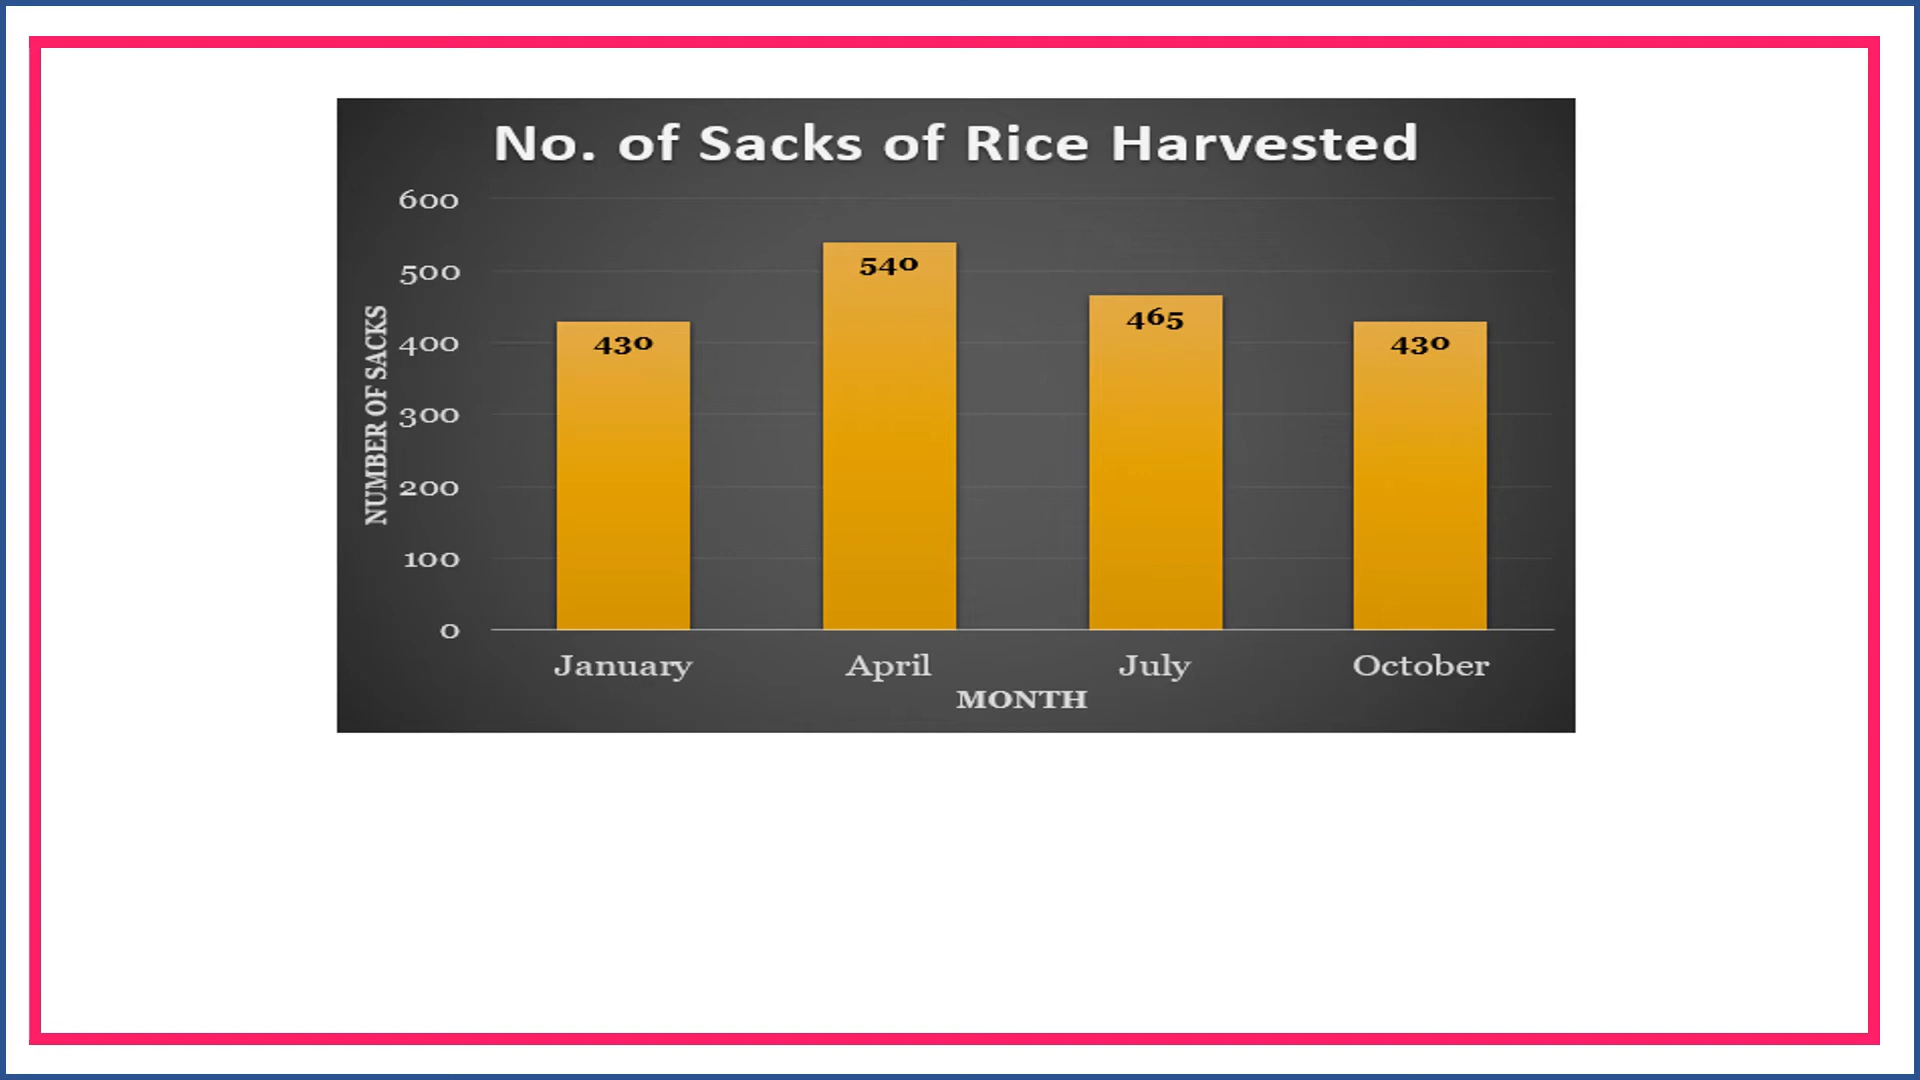 No. of Sacks of Rice Harvested
600
500
400
300
200
100
0
NUMBER OF SACKS
430
540
465
430
January April July October
MONTH